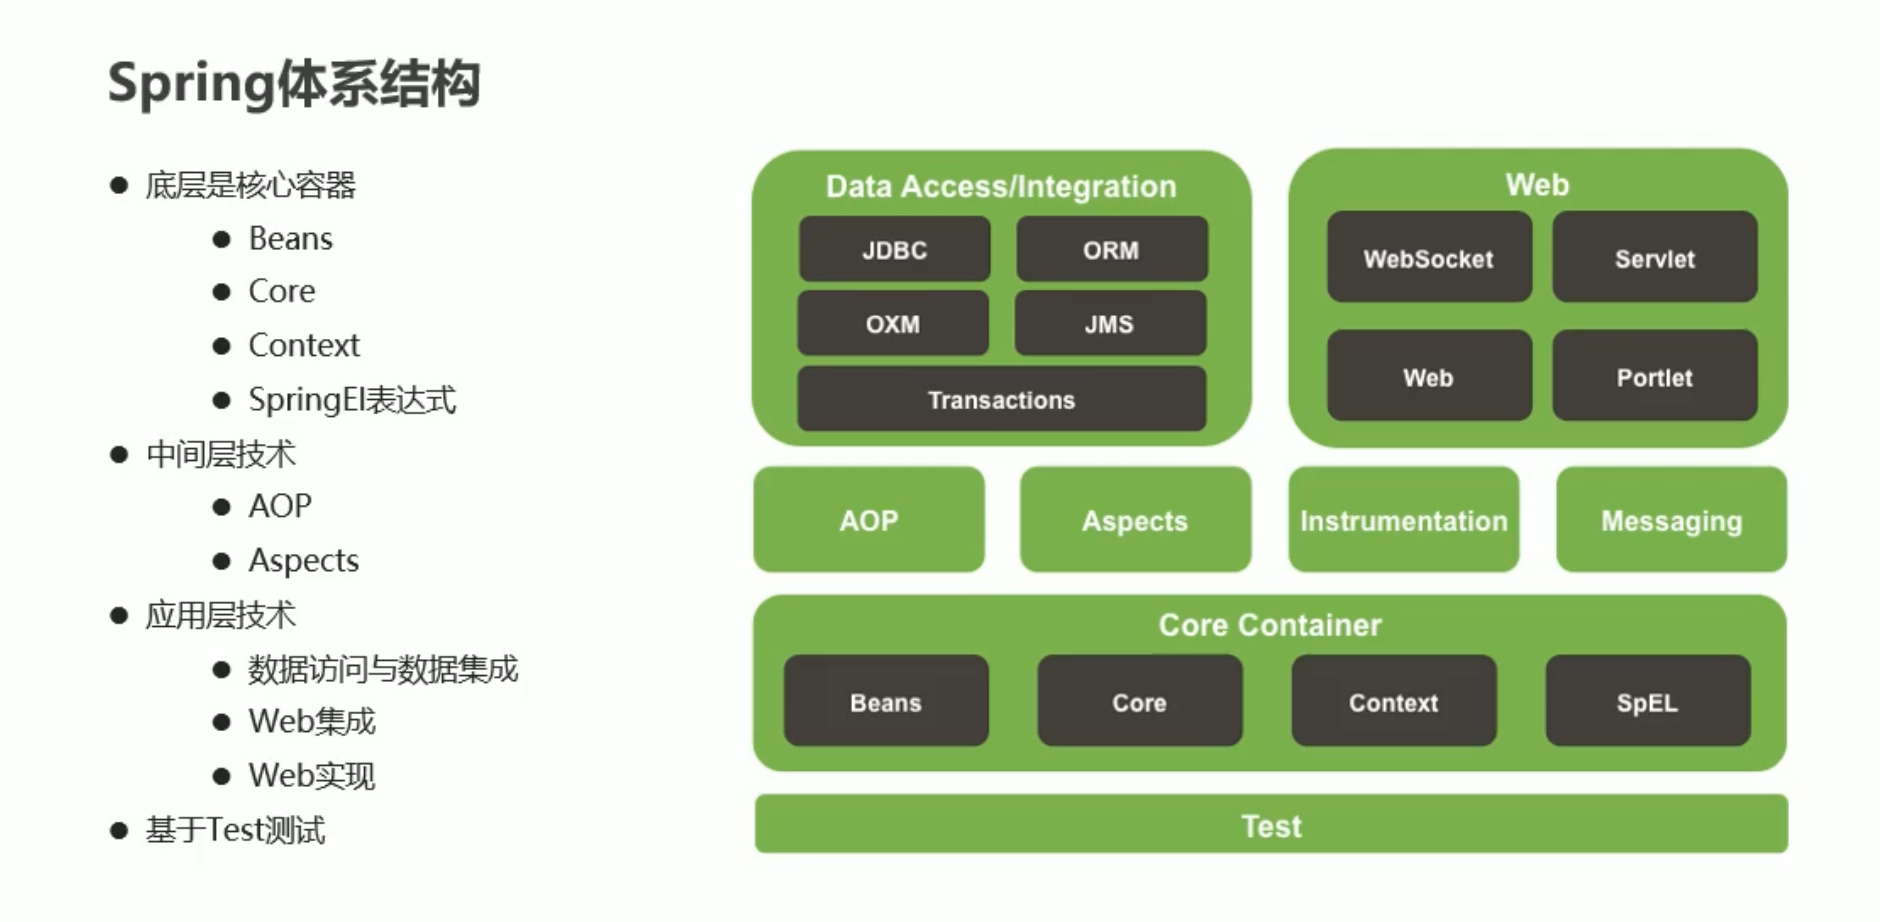 Spring体系结构
底层是核心容器
Beans
Core
Context
SpringEl表达式
中间层技术
AOP
Aspects
应用层技术
数据访问与数据集成
Web集成
Web实现
基于Test测试
Data Access/Integration
JDBC
ORM
OXM
JMS
Transactions
Web
WebSocket
Servlet
Web
Portlet
AOP
Aspects
Instrumentation
Messaging
Core Container
Beans
Core
Context
SpEL
Test